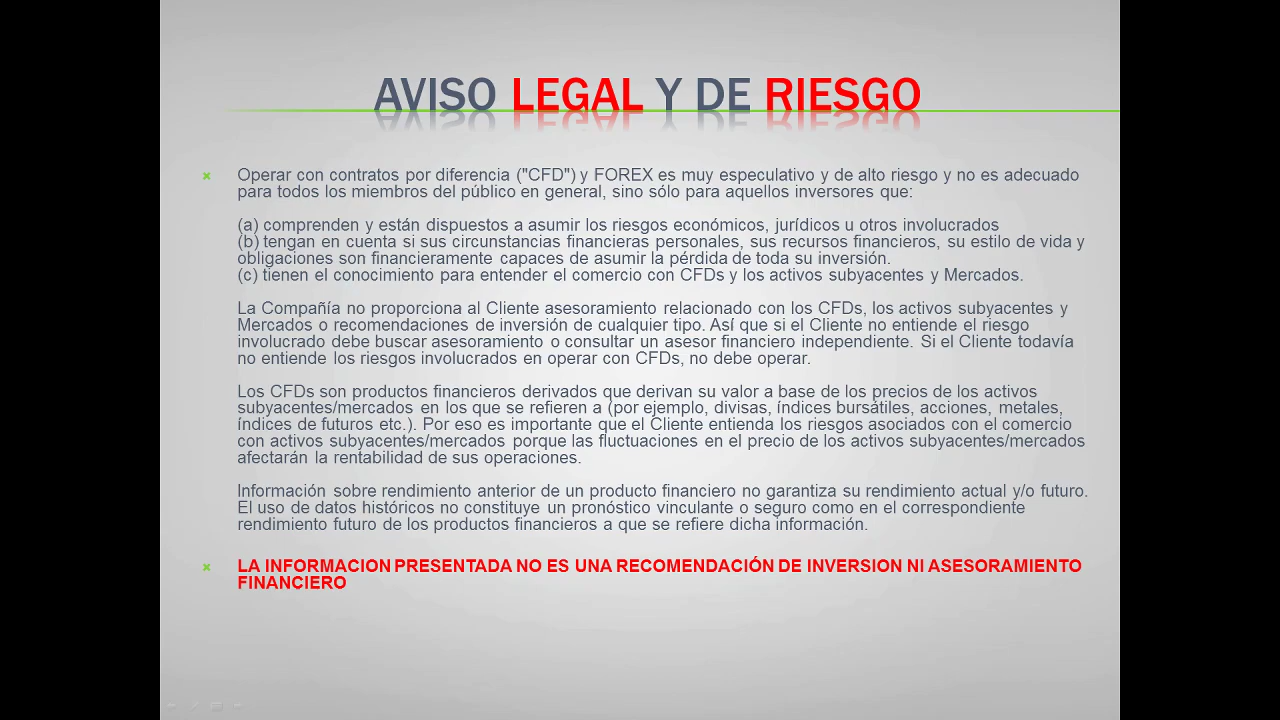 AVISO LEGAL Y DE RIESGO
Operar con contratos por diferencia ("CFD") y FOREX es muy especulativo y de alto riesgo y no es adecuado
para todos los miembros del público en general, sino sólo para aquellos inversores que:
(a) comprenden y están dispuestos a asumir los riesgos económicos, jurídicos u otros involucrados
(b) tengan en cuenta si sus circunstancias financieras personales, sus recursos financieros, su estilo de vida y
obligaciones son financieramente capaces de asumir la pérdida de toda su inversión.
(c) tienen el conocimiento para entender el comercio con CFDs y los activos subyacentes y Mercados.
La Compañía no proporciona al Cliente asesoramiento relacionado con los CFDs, los activos subyacentes y
Mercados o recomendaciones de inversión de cualquier tipo. Así que si el Cliente no entiende el riesgo
involucrado debe buscar asesoramiento o consultar un asesor financiero independiente. Si el Cliente todavía
no entiende los riesgos involucrados en operar con CFDs, no debe operar.
Los CFDs son productos financieros derivados que derivan su valor a base de los precios de los activos
subyacentes/mercados en los que se refieren a (por ejemplo, divisas, índices bursátiles, acciones, metales,
índices de futuros etc.). Por eso es importante que el Cliente entienda los riesgos asociados con el comercio
con activos subyacentes/mercados porque las fluctuaciones en el precio de los activos subyacentes/mercados
afectarán la rentabilidad de sus operaciones.
Información sobre rendimiento anterior de un producto financiero no garantiza su rendimiento actual y/o futuro.
El uso de datos históricos no constituye un pronóstico vinculante o seguro como en el correspondiente
rendimiento futuro de los productos financieros a que se refiere dicha información.
LA INFORMACION PRESENTADA NO ES UNA RECOMENDACIÓN DE INVERSION NI ASESORAMIENTO
FINANCIERO